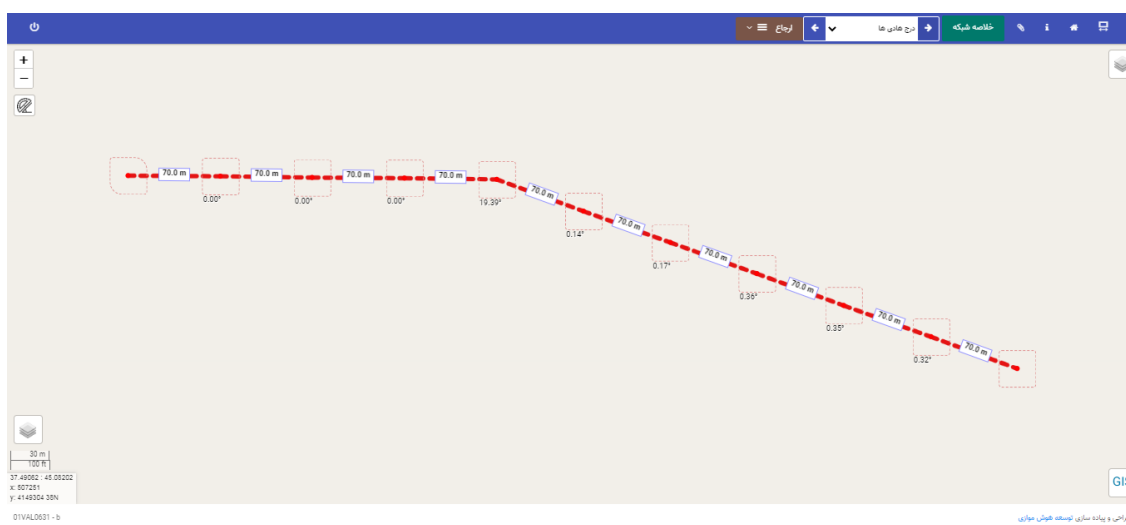 خلاصه شبکه
درج هادی ها
ارجاع
+
−
70.0 m
70.0 m
70.0 m
70.0 m
0.00°
0.00°
0.00°
19.39°
70.0 m
0.14°
70.0 m
0.17°
70.0 m
0.36°
70.0 m
0.35°
70.0 m
0.32°
70.0 m
30 m
100 ft
37.49062 : 45.08202
x: 507251
y: 4149304 38N
GIS
راحی و پیاده سازی توسعه هوش موازی
01VAL0631 - b